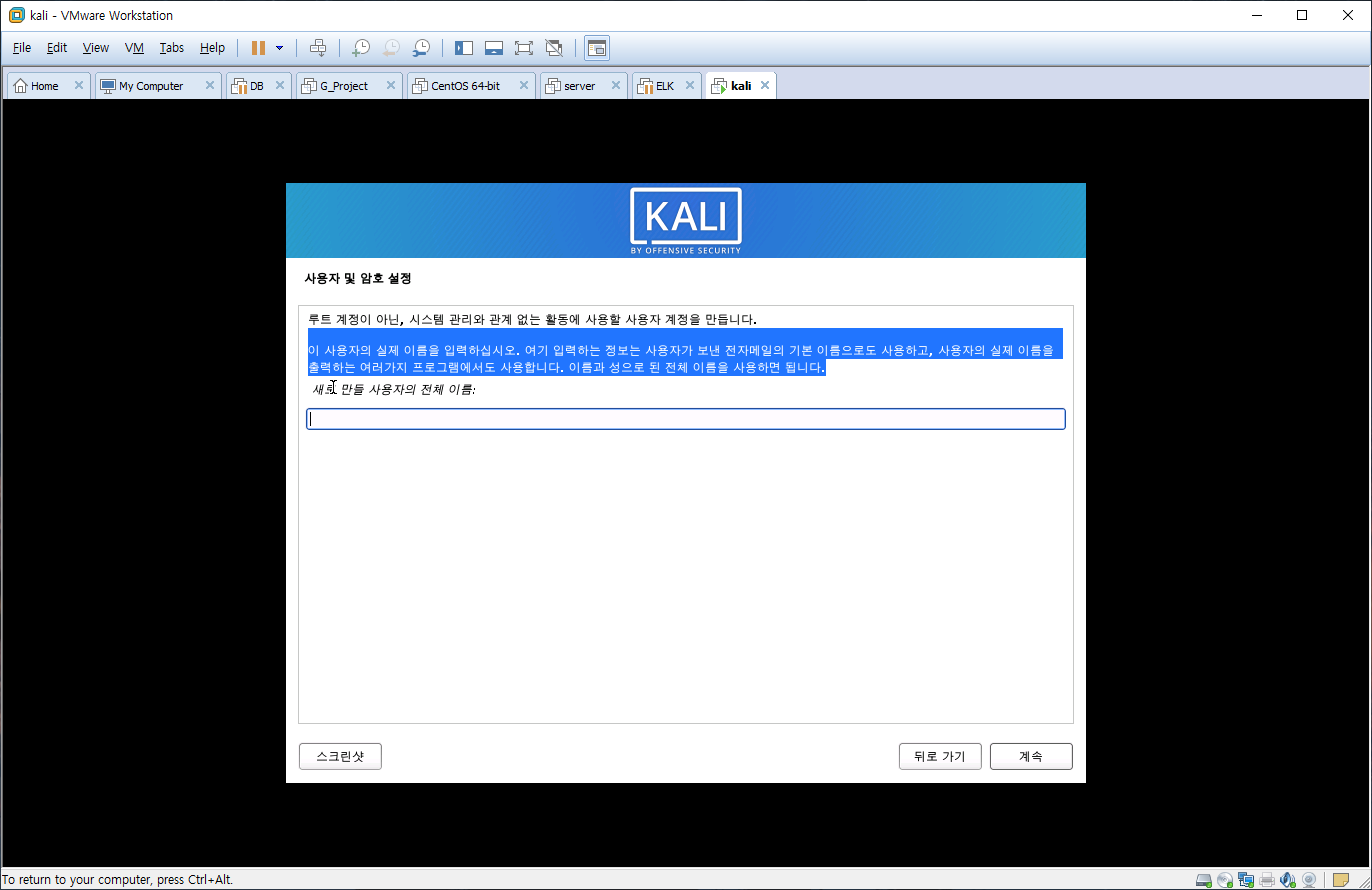 kali - VMware Workstation
File Edit View VM Tabs Help
Home My Computer DB G_Project CentOS 64-bit server ELK kali
KALI
BY OFFENSIVE SECURITY
사용자 및 암호 설정
루트 계정이 아닌, 시스템 관리와 관계 없는 활동에 사용할 사용자 계정을 만듭니다.
이 사용자의 실제 이름을 입력하십시오. 여기 입력하는 정보는 사용자가 보낸 전자메일의 기본 이름으로도 사용하고, 사용자의 실제 이름을
출력하는 여러가지 프로그램에서도 사용합니다. 이름과 성으로 된 전체 이름을 사용하면 됩니다.
새로 만들 사용자의 전체 이름:
스크린샷 뒤로 가기 계속
To return to your computer, press Ctrl+Alt.